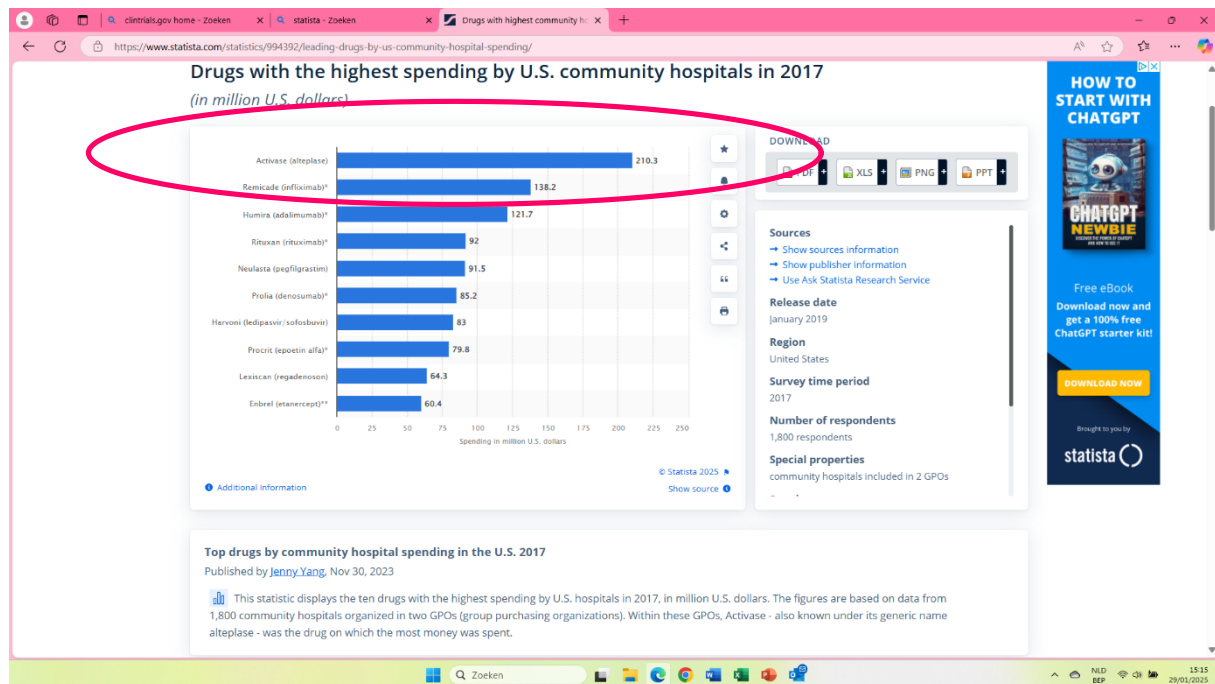 clintrials.gov home - Zoeken
statista - Zoeken
Drugs with highest community ho
https://www.statista.com/statistics/994392/leading-drugs-by-us-community-hospital-spending/
Drugs with the highest spending by U.S. community hospitals in 2017
(in million U.S. dollars)
Activase (alteplase) 210.3
Remicade (infliximab)* 138.2
Humira (adalimumab)* 121.7
Rituxan (rituximab)* 92
Neulasta (pegfilgrastim) 91.5
Prolia (denosumab)* 85.2
Harvoni (ledipasvir/sofosbuvir) 83
Procrit (epoetin alfa)* 79.8
Lexiscan (regadenoson) 64.3
Enbrel (etanercept)** 60.4
0 25 50 75 100 125 150 175 200 225 250
Spending in million U.S. dollars
© Statista 2025
Additional Information
Show source
DOWNLOAD
PDF + XLS + PNG + PPT +
Sources
→ Show sources information
→ Show publisher information
→ Use Ask Statista Research Service
Release date
January 2019
Region
United States
Survey time period
2017
Number of respondents
1,800 respondents
Special properties
community hospitals included in 2 GPOs
HOW TO
START WITH
CHATGPT
CHATGPT
NEWBIE
Free eBook
Download now and
get a 100% free
ChatGPT starter kit!
DOWNLOAD NOW
Brought to you by
statista
Top drugs by community hospital spending in the U.S. 2017
Published by Jenny Yang, Nov 30, 2023
This statistic displays the ten drugs with the highest spending by U.S. hospitals in 2017, in million U.S. dollars. The figures are based on data from
1,800 community hospitals organized in two GPOs (group purchasing organizations). Within these GPOs, Activase - also known under its generic name
alteplase - was the drug on which the most money was spent.
Zoeken
NLD
BEP
15:15
29/01/2025